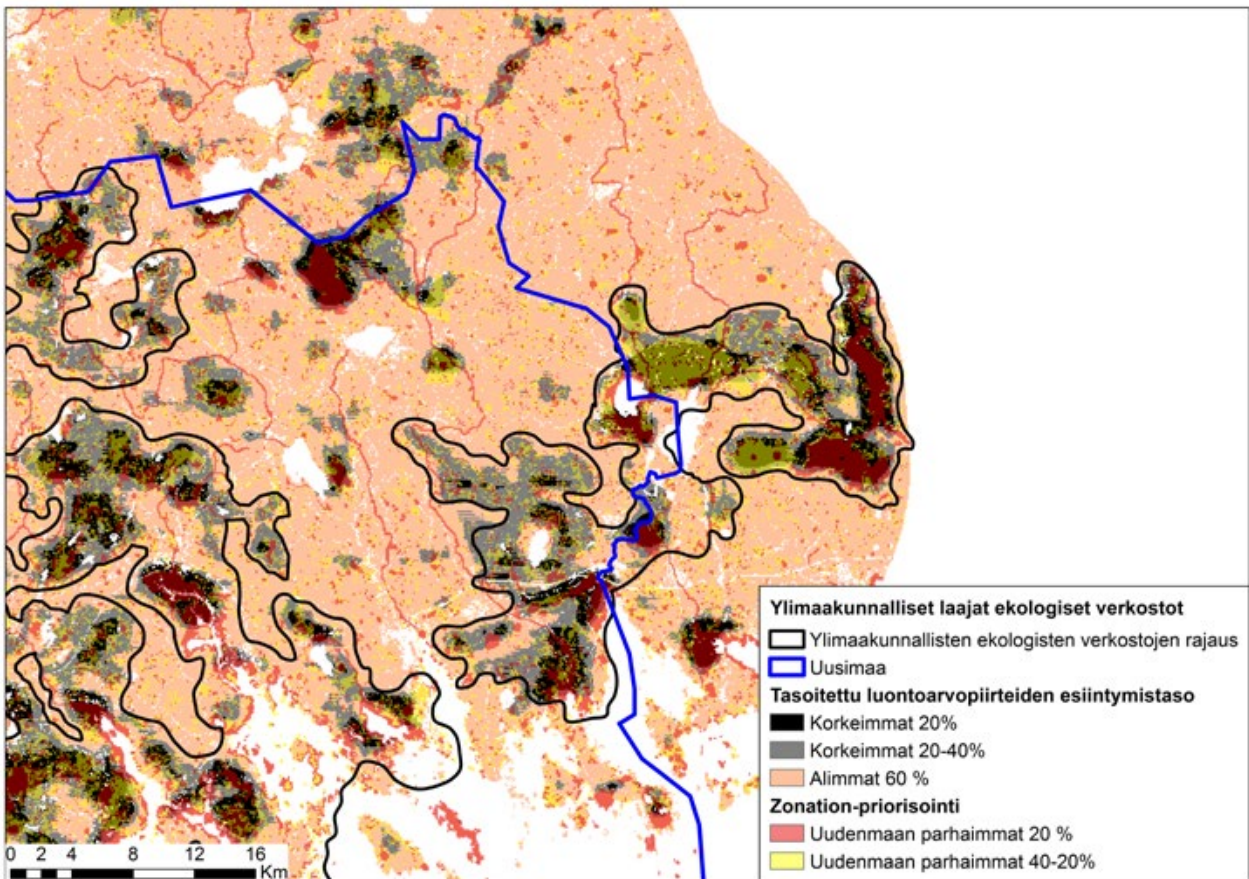 Ylimaakunnalliset laajat ekologiset verkostot
Ylimaakunnallisten ekologisten verkostojen rajaus
Uusimaa
Tasoitettu luontoarvopiirteiden esiintymistaso
Korkeimmat 20%
Korkeimmat 20-40%
Alimmat 60 %
Zonation-priorisointi
Uudenmaan parhaimmat 20 %
Uudenmaan parhaimmat 40-20%
0 2 4 8 12 16
Km